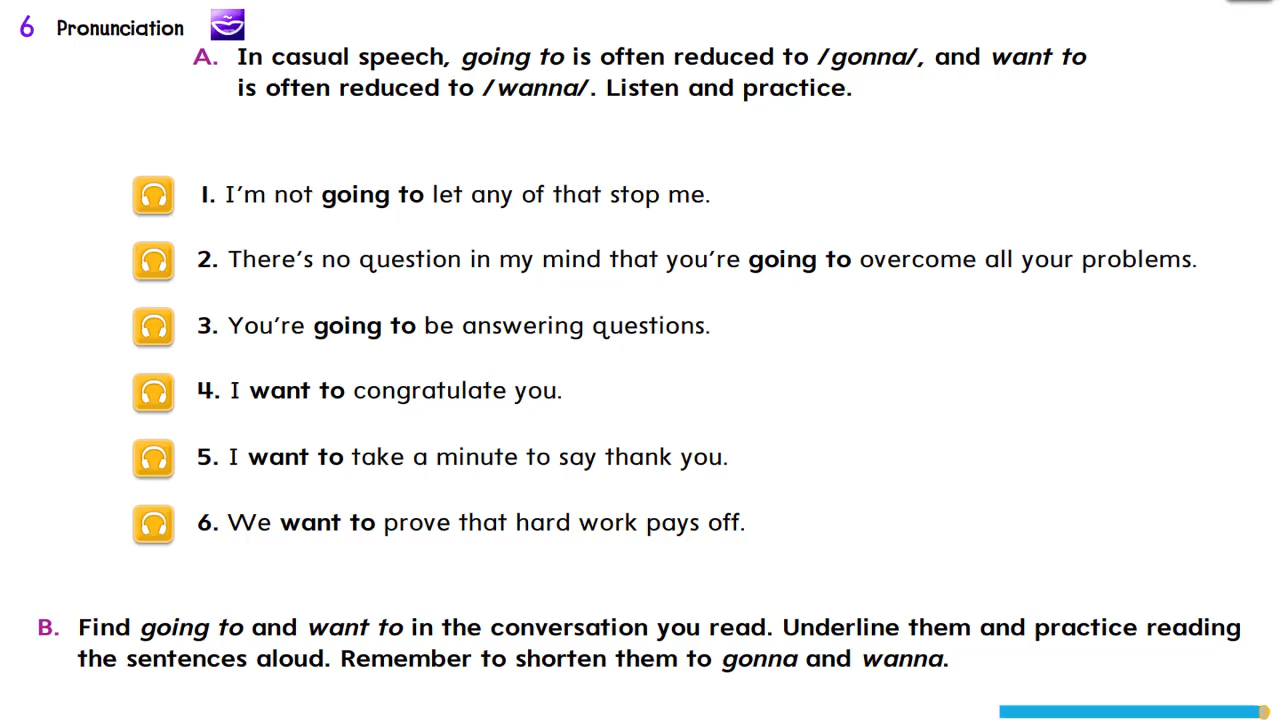 6 Pronunciation
A. In casual speech, going to is often reduced to /gonna/, and want to
is often reduced to /wanna/. Listen and practice.
1. I'm not going to let any of that stop me.
2. There's no question in my mind that you're going to overcome all your problems.
3. You're going to be answering questions.
4. I want to congratulate you.
5. I want to take a minute to say thank you.
6. We want to prove that hard work pays off.
B. Find going to and want to in the conversation you read. Underline them and practice reading
the sentences aloud. Remember to shorten them to gonna and wanna.